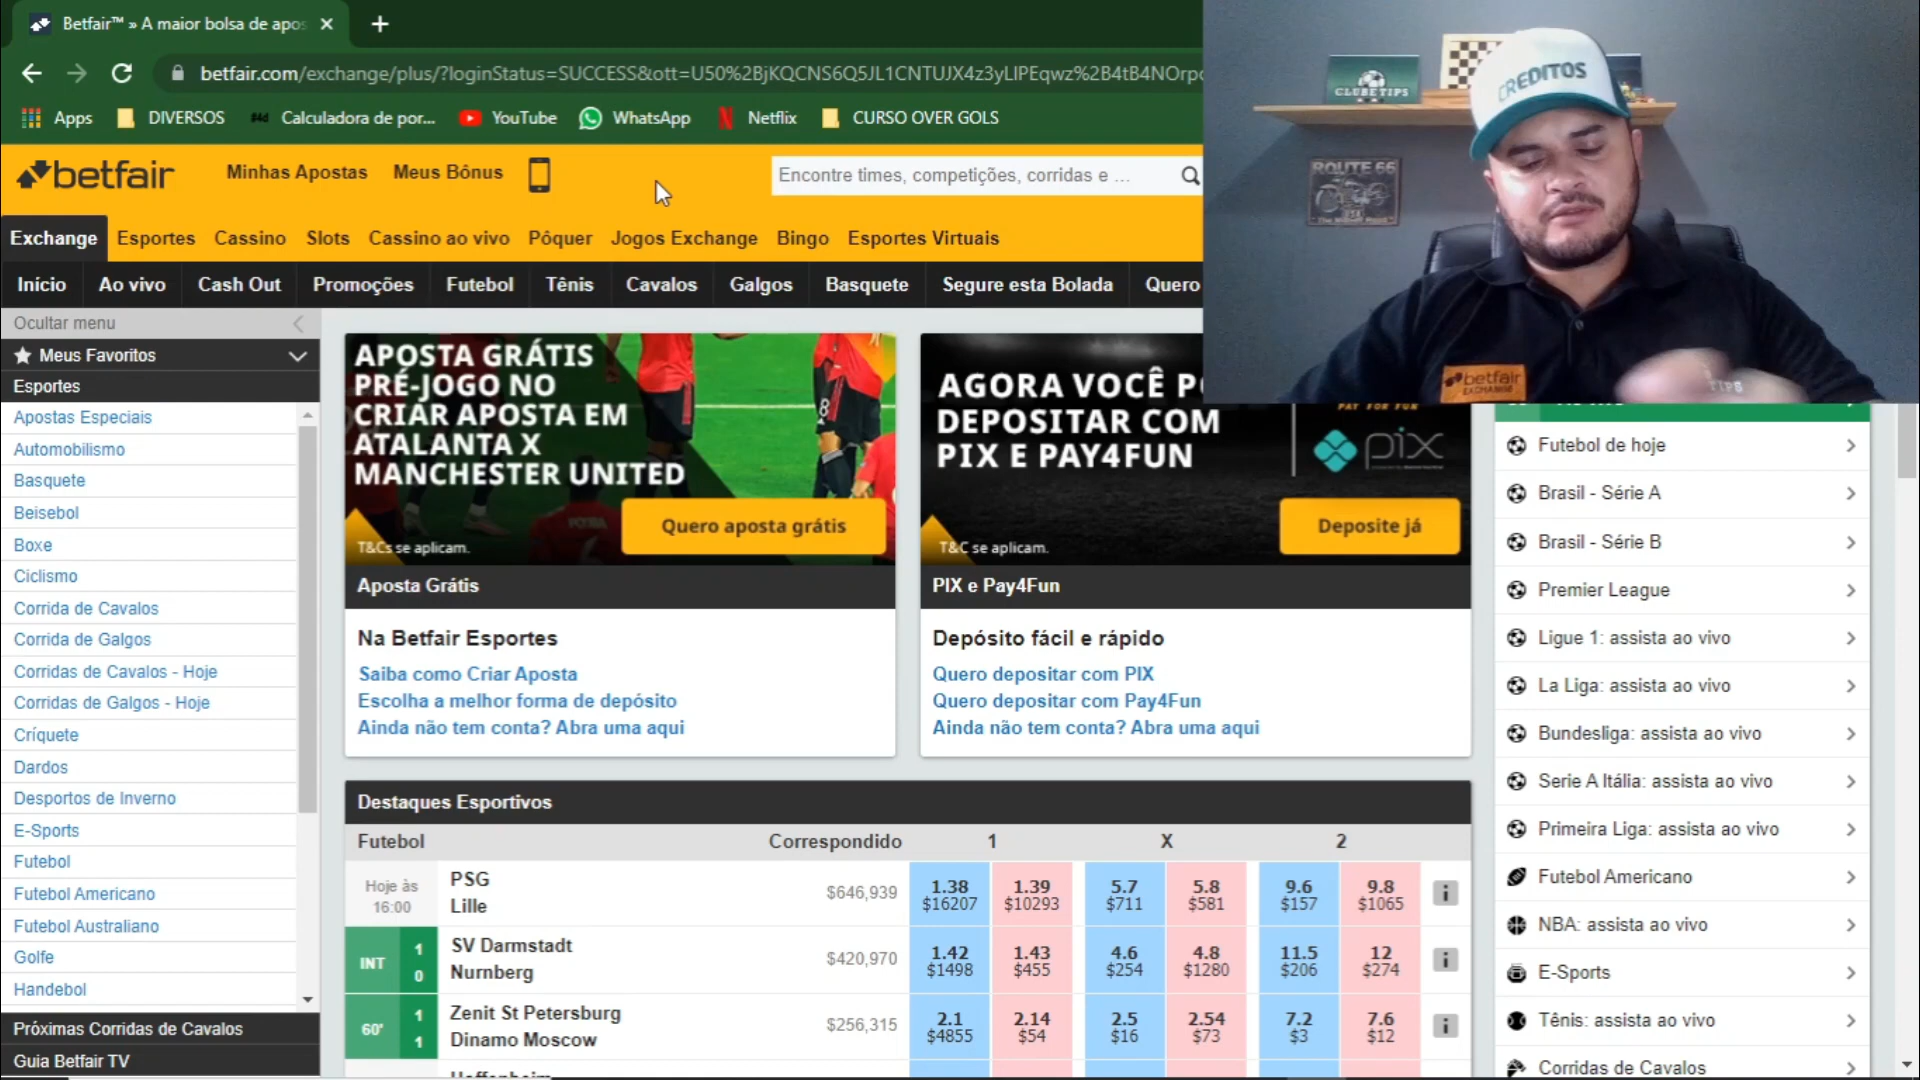 Betfair™ » A maior bolsa de apos
betfair.com/exchange/plus/?loginStatus=SUCCESS&ott=U50%2BjKQCNS6Q5JL1CNTUJX4z3yLIPEqwz%2B4tB4NOrpo
Apps
DIVERSOS
Calculadora de por...
YouTube
WhatsApp
Netflix
CURSO OVER GOLS
CREDITOS
CLUBETIPS
ROUTE 66
betfair
EXCHANGE
TIPS
betfair
Minhas Apostas
Meus Bônus
Encontre times, competições, corridas e ...
Exchange
Esportes
Cassino
Slots
Cassino ao vivo
Pôquer
Jogos Exchange
Bingo
Esportes Virtuais
Início
Ao vivo
Cash Out
Promoções
Futebol
Tênis
Cavalos
Galgos
Basquete
Segure esta Bolada
Quero
Ocultar menu
Meus Favoritos
Esportes
Apostas Especiais
Automobilismo
Basquete
Beisebol
Boxe
Ciclismo
Corrida de Cavalos
Corrida de Galgos
Corridas de Cavalos - Hoje
Corridas de Galgos - Hoje
Críquete
Dardos
Desportos de Inverno
E-Sports
Futebol
Futebol Americano
Futebol Australiano
Golfe
Handebol
Próximas Corridas de Cavalos
Guia Betfair TV
APOSTA GRÁTIS
PRÉ-JOGO NO
CRIAR APOSTA EM
ATALANTA X
MANCHESTER UNITED
8
Quero aposta grátis
T&Cs se aplicam.
Aposta Grátis
Na Betfair Esportes
Saiba como Criar Aposta
Escolha a melhor forma de depósito
Ainda não tem conta? Abra uma aqui
AGORA VOCÊ P
DEPOSITAR COM
PIX E PAY4FUN
PAY FOR FUN
pix
Deposite já
T&C se aplicam.
PIX e Pay4Fun
Depósito fácil e rápido
Quero depositar com PIX
Quero depositar com Pay4Fun
Ainda não tem conta? Abra uma aqui
Destaques Esportivos
Futebol Correspondido 1 X 2
Hoje às 16:00 PSG Lille $646,939 1.38 $16207 1.39 $10293 5.7 $711 5.8 $581 9.6 $157 9.8 $1065
INT 1 0 SV Darmstadt Nurnberg $420,970 1.42 $1498 1.43 $455 4.6 $254 4.8 $1280 11.5 $206 12 $274
60' 1 1 Zenit St Petersburg Dinamo Moscow $256,315 2.1 $4855 2.14 $54 2.5 $16 2.54 $73 7.2 $3 7.6 $12
Hoffenheim
Futebol de hoje
Brasil - Série A
Brasil - Série B
Premier League
Ligue 1: assista ao vivo
La Liga: assista ao vivo
Bundesliga: assista ao vivo
Serie A Itália: assista ao vivo
Primeira Liga: assista ao vivo
Futebol Americano
NBA: assista ao vivo
E-Sports
Tênis: assista ao vivo
Corridas de Cavalos